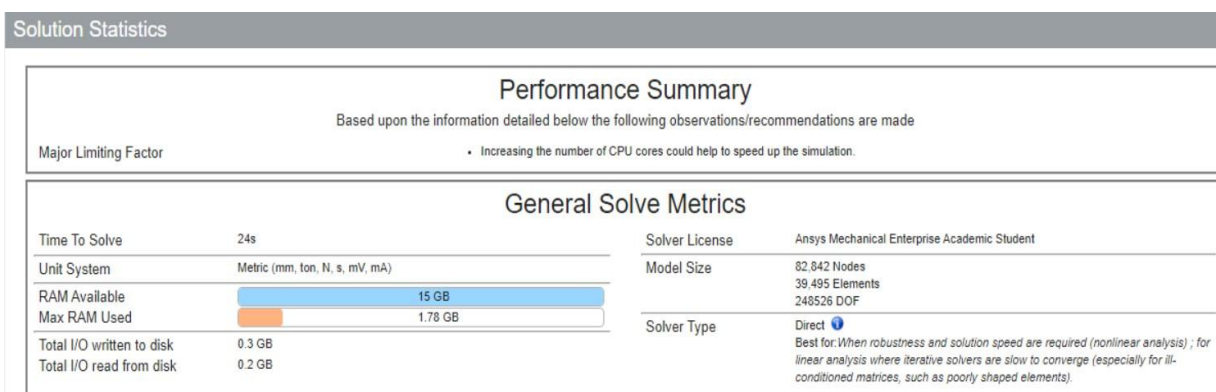 Solution Statistics
Performance Summary
Based upon the information detailed below the following observations/recommendations are made
Major Limiting Factor
• Increasing the number of CPU cores could help to speed up the simulation.
General Solve Metrics
Time To Solve 24s
Unit System Metric (mm, ton, N, s, mV, mA)
RAM Available 15 GB
Max RAM Used 1.78 GB
Total I/O written to disk 0.3 GB
Total I/O read from disk 0.2 GB
Solver License Ansys Mechanical Enterprise Academic Student
Model Size 82,842 Nodes
39,495 Elements
248526 DOF
Solver Type Direct
Best for:When robustness and solution speed are required (nonlinear analysis) ; for
linear analysis where iterative solvers are slow to converge (especially for ill-
conditioned matrices, such as poorly shaped elements).